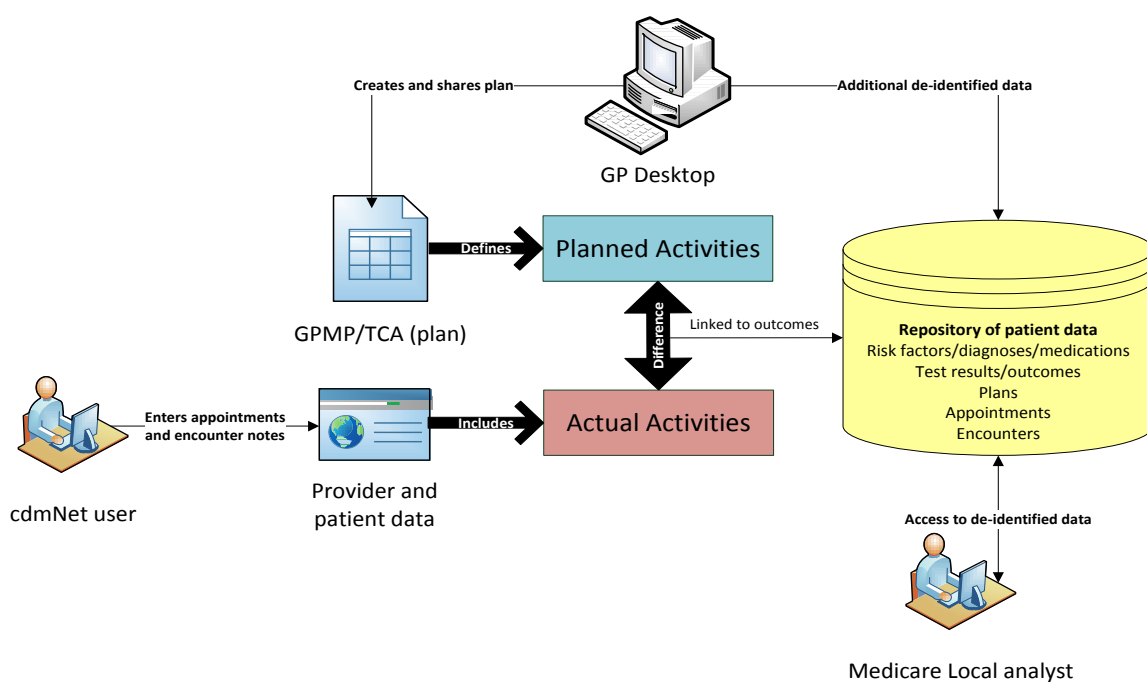 Creates and shares plan
Additional de-identified data
GP Desktop
Defines
Planned Activities
GPMP/TCA (plan)
Difference
Linked to outcomes
Repository of patient data
Risk factors/diagnoses/medications
Test results/outcomes
Plans
Appointments
Encounters
Enters appointments
and encounter notes
Includes
Actual Activities
cdmNet user
Provider and
patient data
Access to de-identified data
Medicare Local analyst